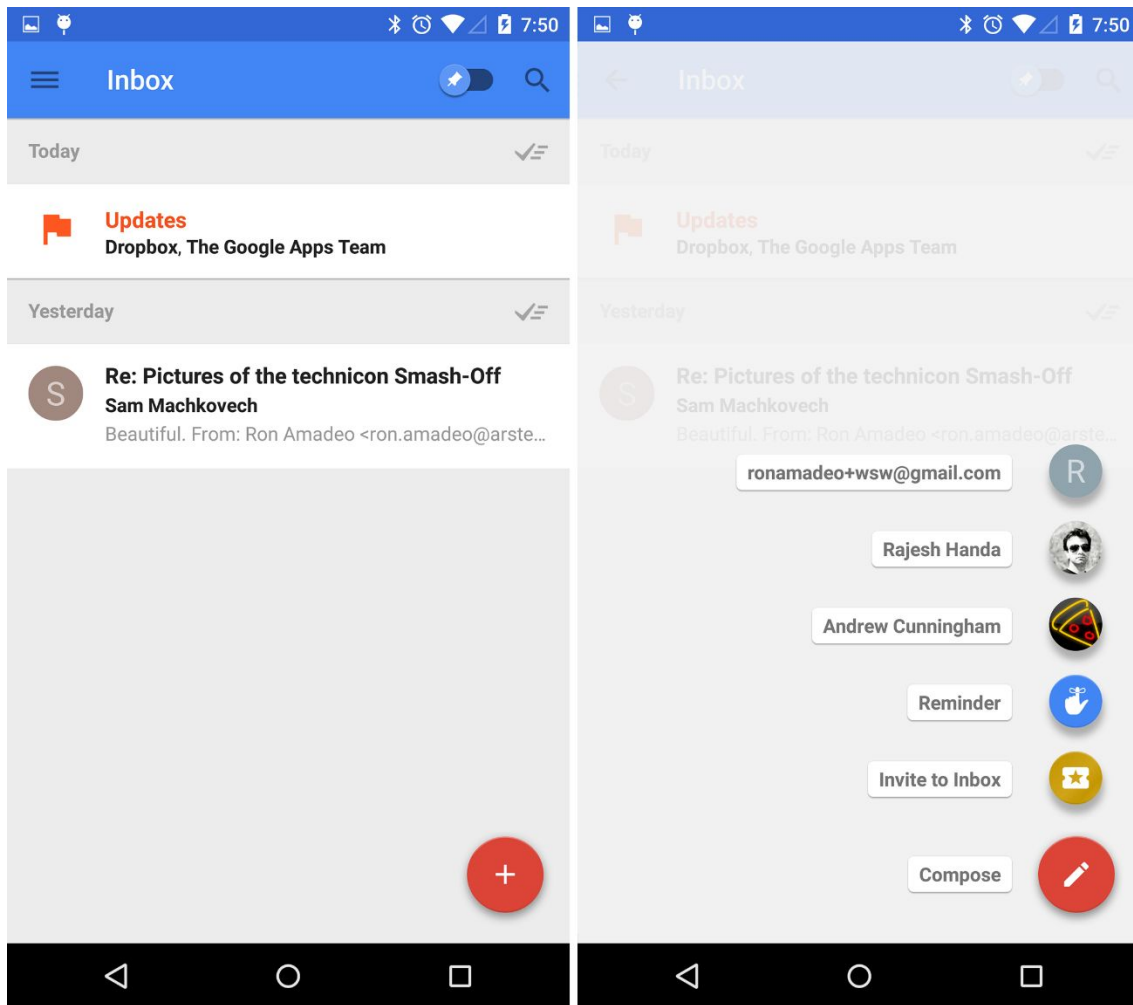 7:50
Inbox
Today
Updates
Dropbox, The Google Apps Team
Yesterday
S
Re: Pictures of the technicon Smash-Off
Sam Machkovech
Beautiful. From: Ron Amadeo <ron.amadeo@arste...
7:50
Inbox
Today
Updates
Dropbox, The Google Apps Team
Yesterday
S
Re: Pictures of the technicon Smash-Off
Sam Machkovech
Beautiful. From: Ron Amadeo <ron.amadeo@arste...
ronamadeo+wsw@gmail.com
R
Rajesh Handa
Andrew Cunningham
Reminder
Invite to Inbox
Compose